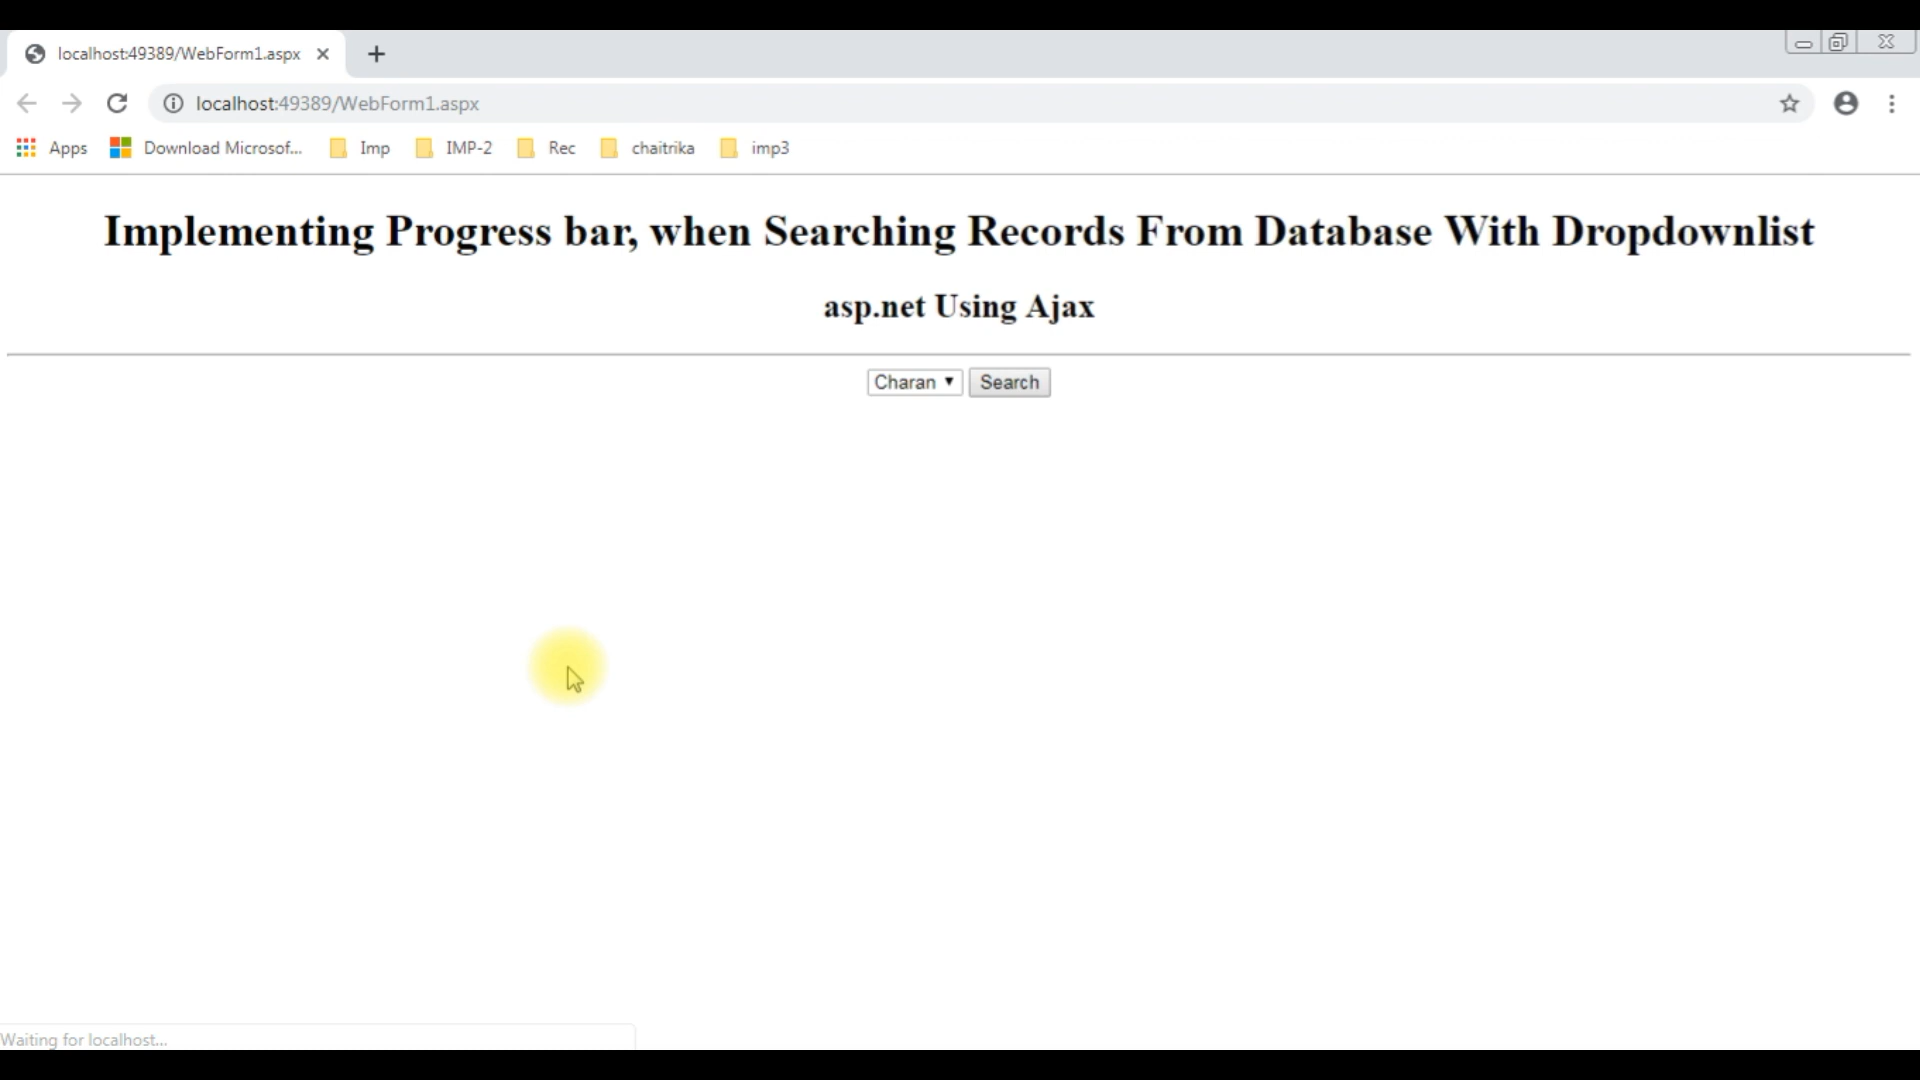 localhost:49389/WebForm1.aspx
localhost:49389/WebForm1.aspx
Apps Download Microsof... Imp IMP-2 Rec chaitrika imp3
Implementing Progress bar, when Searching Records From Database With Dropdownlist
asp.net Using Ajax
Charan Search
Waiting for localhost...